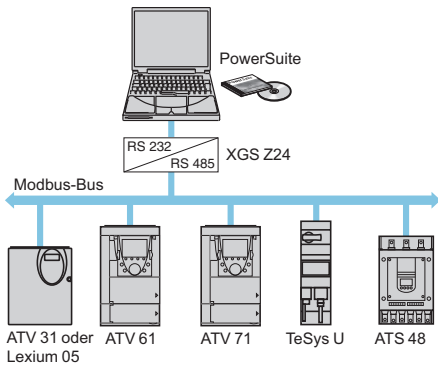 PowerSuite
RS 232
RS 485
XGS Z24
Modbus-Bus
ATV 31 oder
Lexium 05
ATV 61
ATV 71
TeSys U
ATS 48